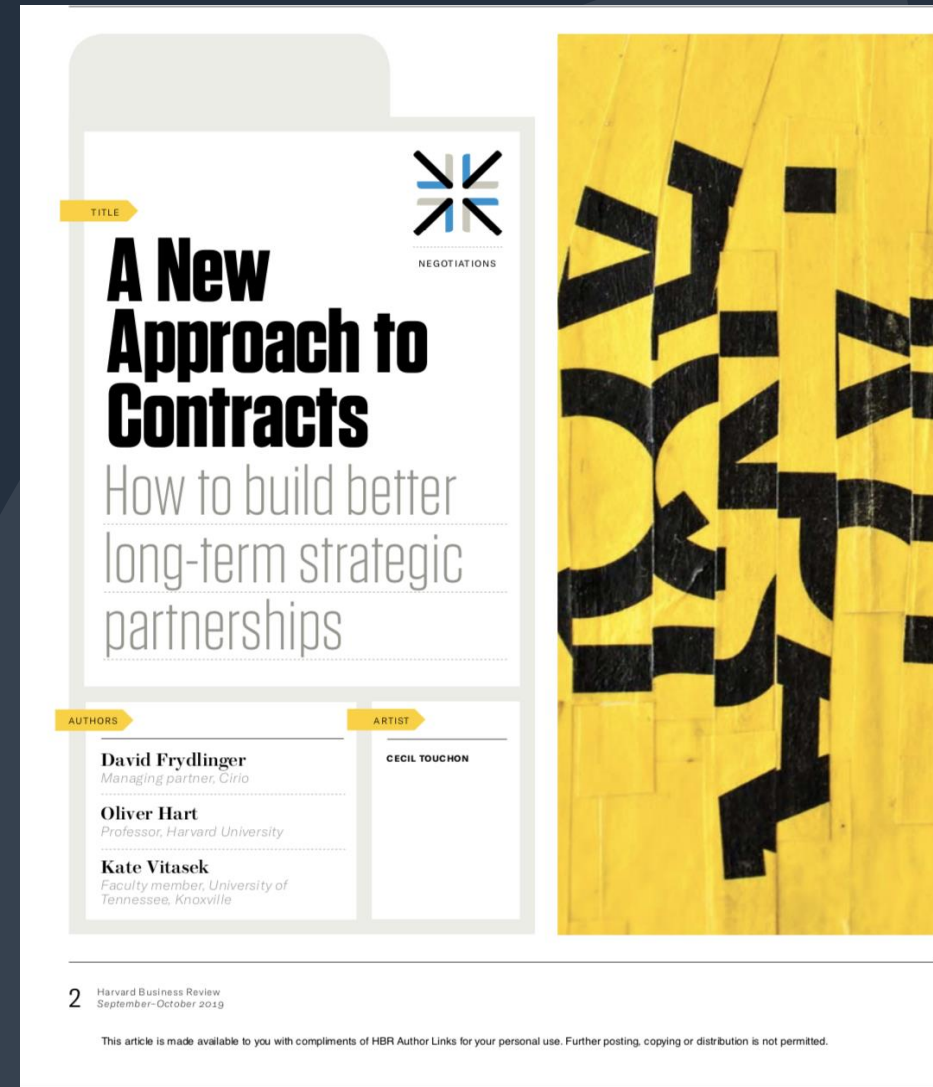 TITLE
A New
Approach to
Contracts
How to build better
long-term strategic
partnerships
NEGOTIATIONS
AUTHORS
David Frydlinger
Managing partner, Cirio
Oliver Hart
Professor, Harvard University
Kate Vitasek
Faculty member, University of
Tennessee, Knoxville
ARTIST
CECIL TOUCHON
2
Harvard Business Review
September–October 2019
This article is made available to you with compliments of HBR Author Links for your personal use. Further posting, copying or distribution is not permitted.